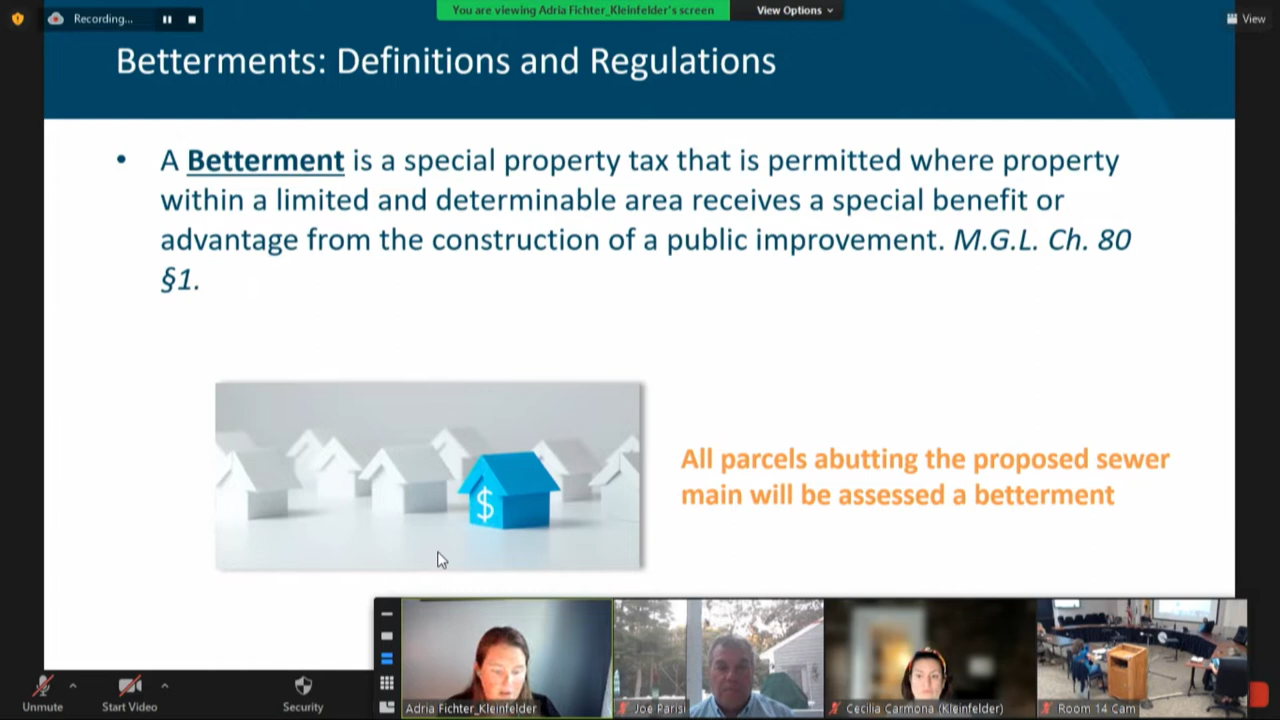 Recording...
You are viewing Adria Fichter_Kleinfelder's screen
View Options
View
Betterments: Definitions and Regulations
• A Betterment is a special property tax that is permitted where property
within a limited and determinable area receives a special benefit or
advantage from the construction of a public improvement. M.G.L. Ch. 80
§1.
$
All parcels abutting the proposed sewer
main will be assessed a betterment
Unmute
Start Video
Security
Adria Fichter_Kleinfelder
Joe Parisi
Cecilia Carmona (Kleinfelder)
Room 14 Cam